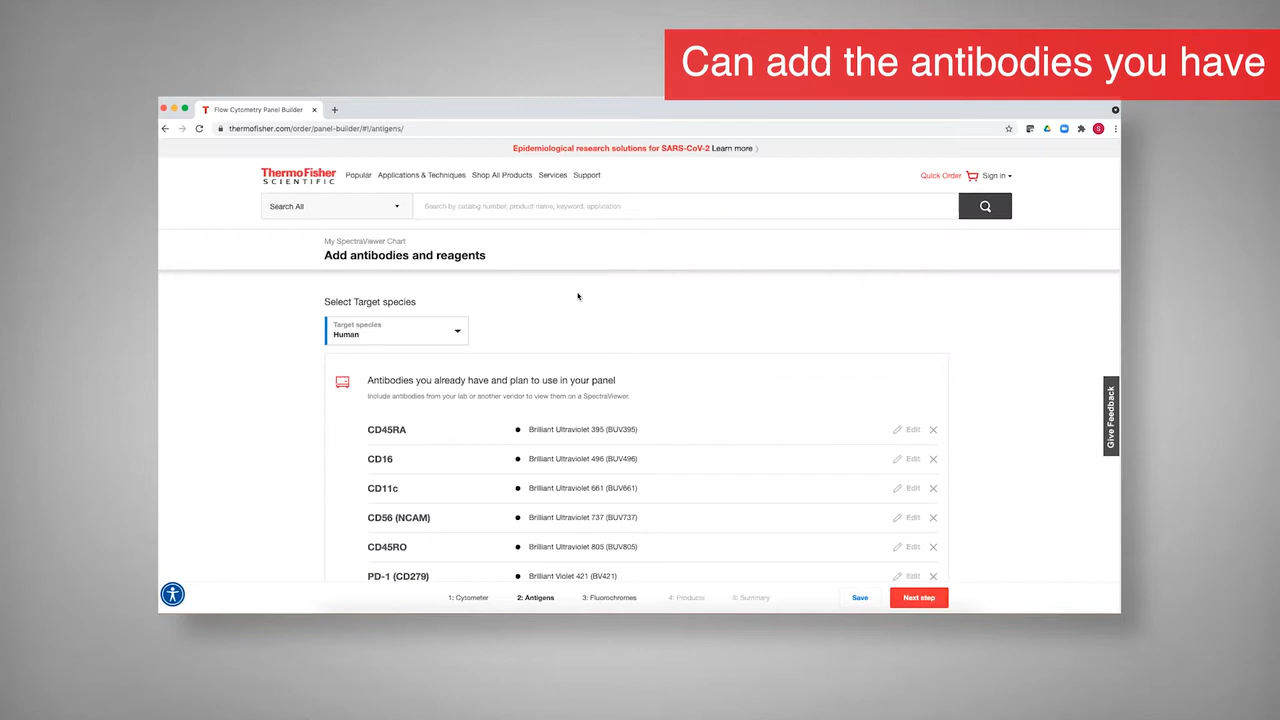 Can add the antibodies you have
Flow Cytometry Panel Builder
thermofisher.com/order/panel-builder/#!/antigens/
S
Epidemiological research solutions for SARS-CoV-2 Learn more
ThermoFisher
SCIENTIFIC
Popular Applications & Techniques Shop All Products Services Support
Quick Order Sign in
Search All
Search by catalog number, product name, keyword, application
My SpectraViewer Chart
Add antibodies and reagents
Select Target species
Target species
Human
Antibodies you already have and plan to use in your panel
Include antibodies from your lab or another vendor to view them on a SpectraViewer.
CD45RA Brilliant Ultraviolet 395 (BUV395) Edit
CD16 Brilliant Ultraviolet 496 (BUV496) Edit
CD11c Brilliant Ultraviolet 661 (BUV661) Edit
CD56 (NCAM) Brilliant Ultraviolet 737 (BUV737) Edit
CD45RO Brilliant Ultraviolet 805 (BUV805) Edit
PD-1 (CD279) Brilliant Violet 421 (BV421) Edit
Give Feedback
1: Cytometer 2: Antigens 3: Fluorochromes 4: Products 5: Summary Save Next step